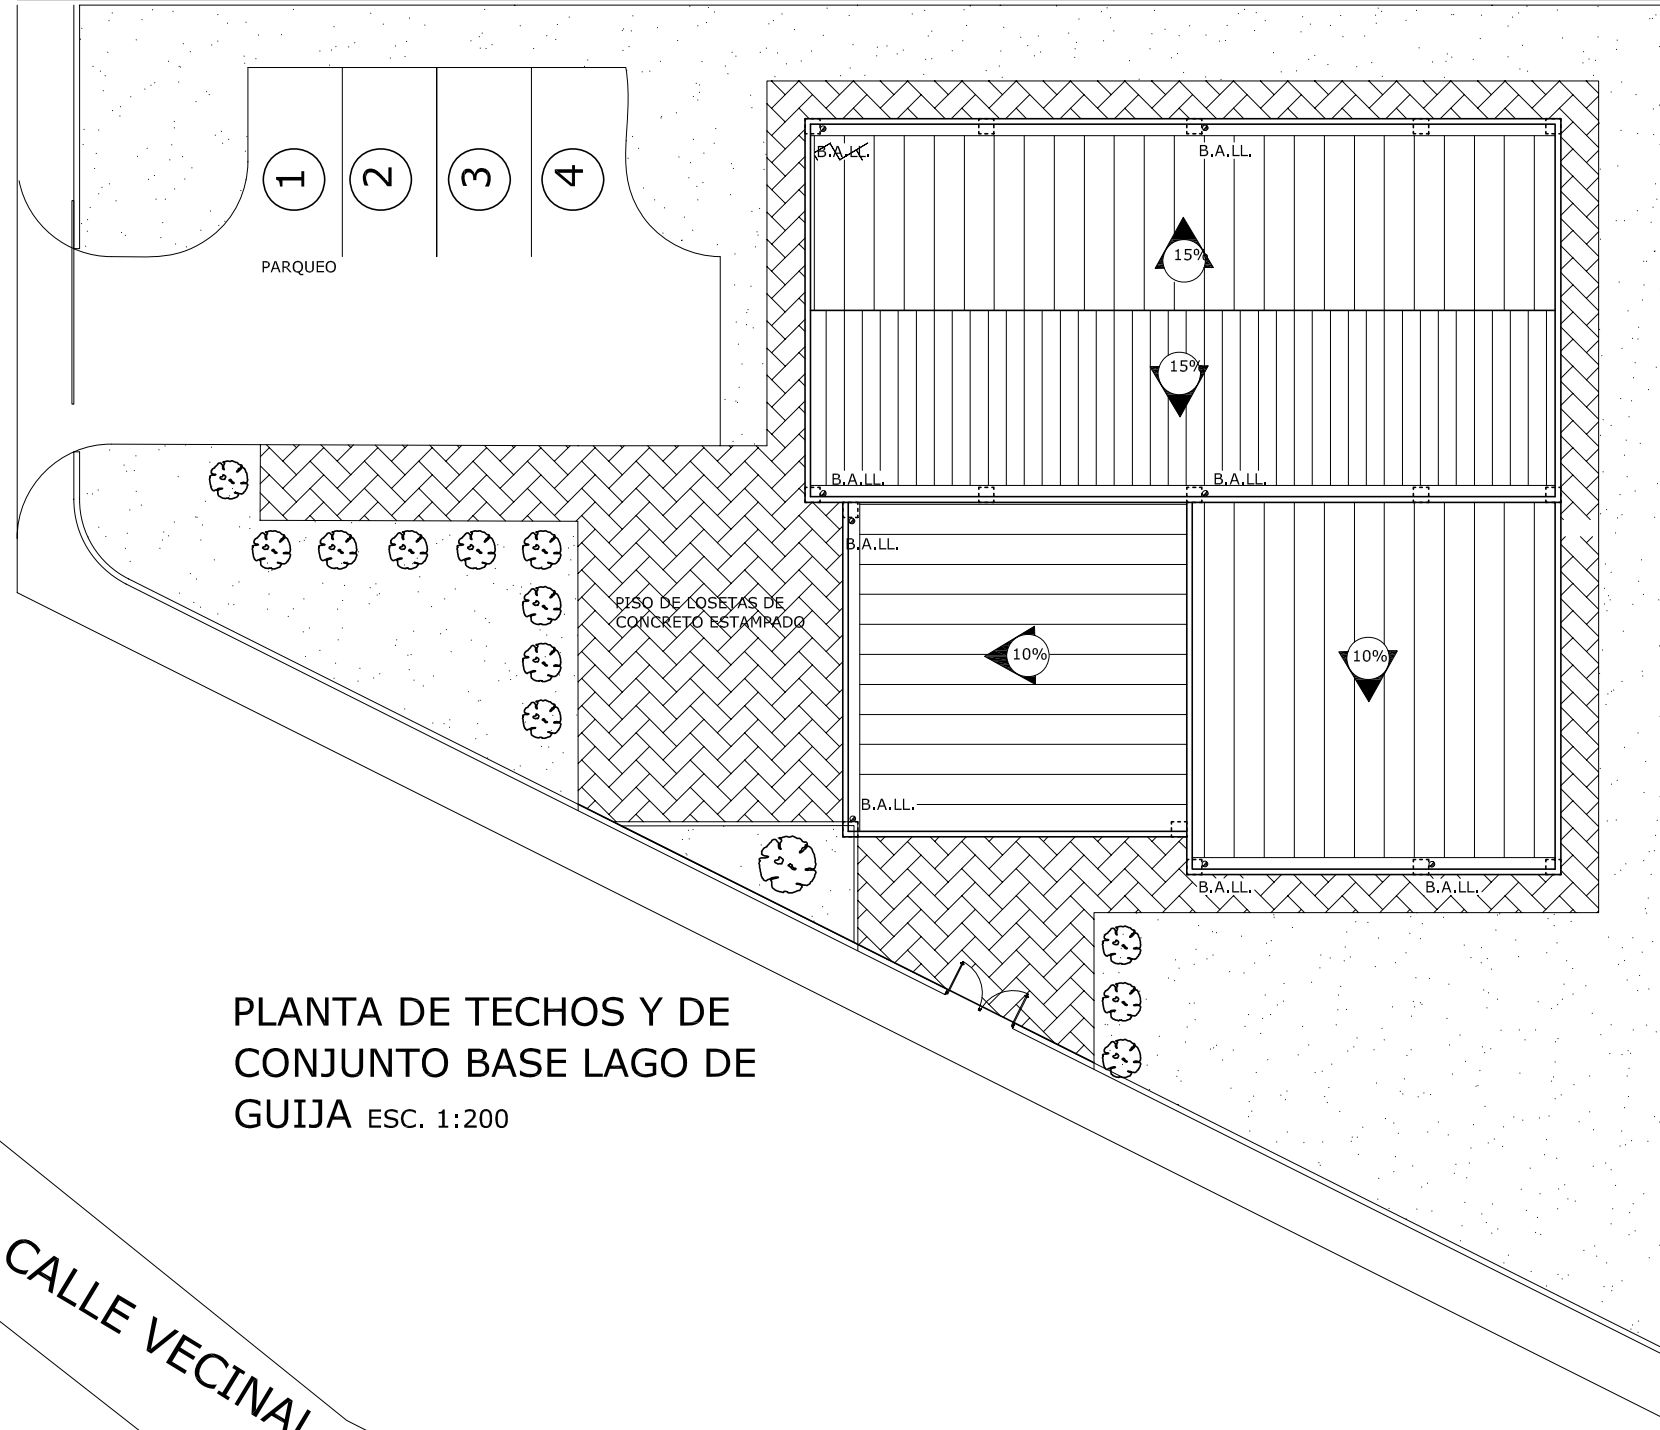 1
2
3
4
PARQUEO
B.A.LL.
B.A.LL.
15%
15%
B.A.LL.
B.A.LL.
B.A.LL.
PISO DE LOSETAS DE
CONCRETO ESTAMPADO
10%
10%
B.A.LL.
B.A.LL.
B.A.LL.
PLANTA DE TECHOS Y DE
CONJUNTO BASE LAGO DE
GUIJA ESC. 1:200
CALLE VECINAL